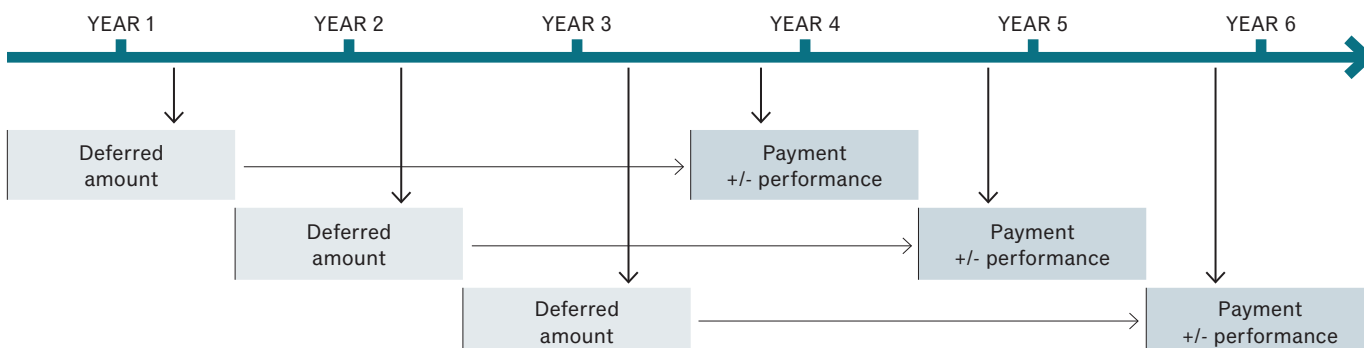 YEAR 1 YEAR 2 YEAR 3 YEAR 4 YEAR 5 YEAR 6
Deferred
amount
Payment
+/- performance
Deferred
amount
Payment
+/- performance
Deferred
amount
Payment
+/- performance